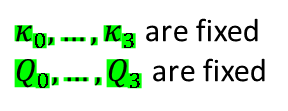 κ₀, ..., κ₃ are fixed
Q₀, ..., Q₃ are fixed